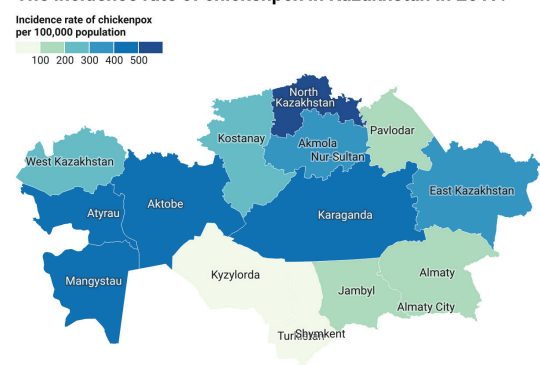 Incidence rate of chickenpox
per 100,000 population
100 200 300 400 500
North
Kazakhstan
Kostanay
Pavlodar
Akmola
Nur-Sultan
West Kazakhstan
East Kazakhstan
Atyrau
Aktobe
Karaganda
Mangystau
Kyzylorda
Almaty
Jambyl
Almaty City
Turkistan
Shymkent